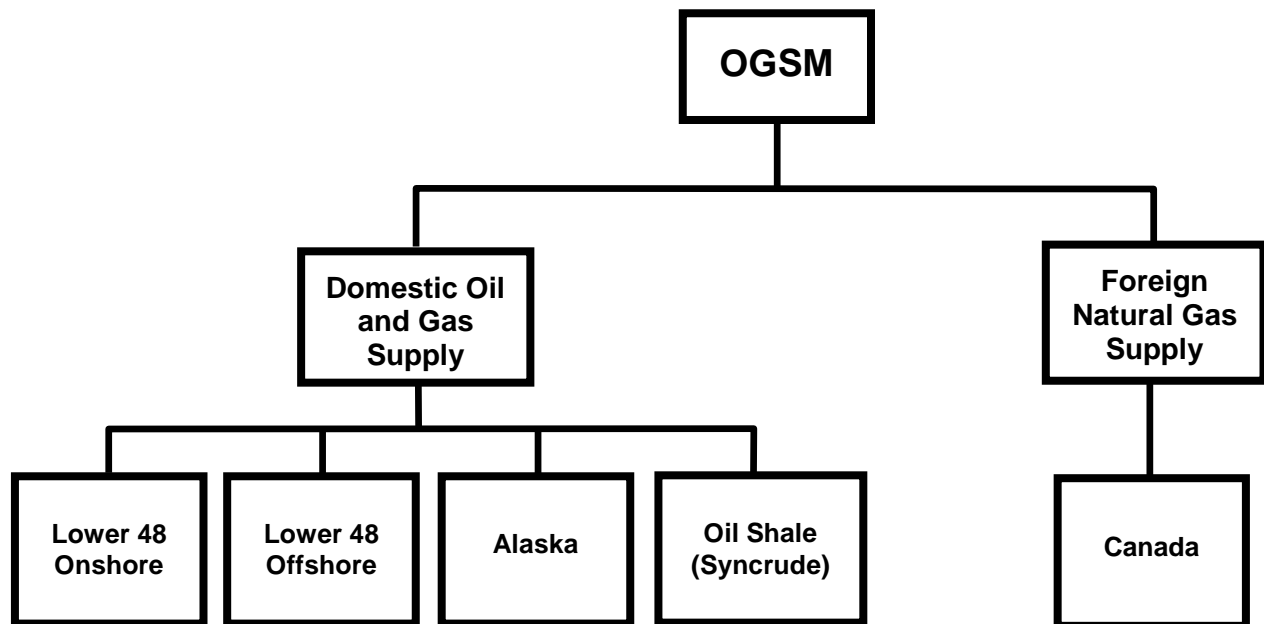 OGSM
Domestic Oil
and Gas
Supply
Foreign
Natural Gas
Supply
Lower 48
Onshore
Lower 48
Offshore
Alaska
Oil Shale
(Syncrude)
Canada